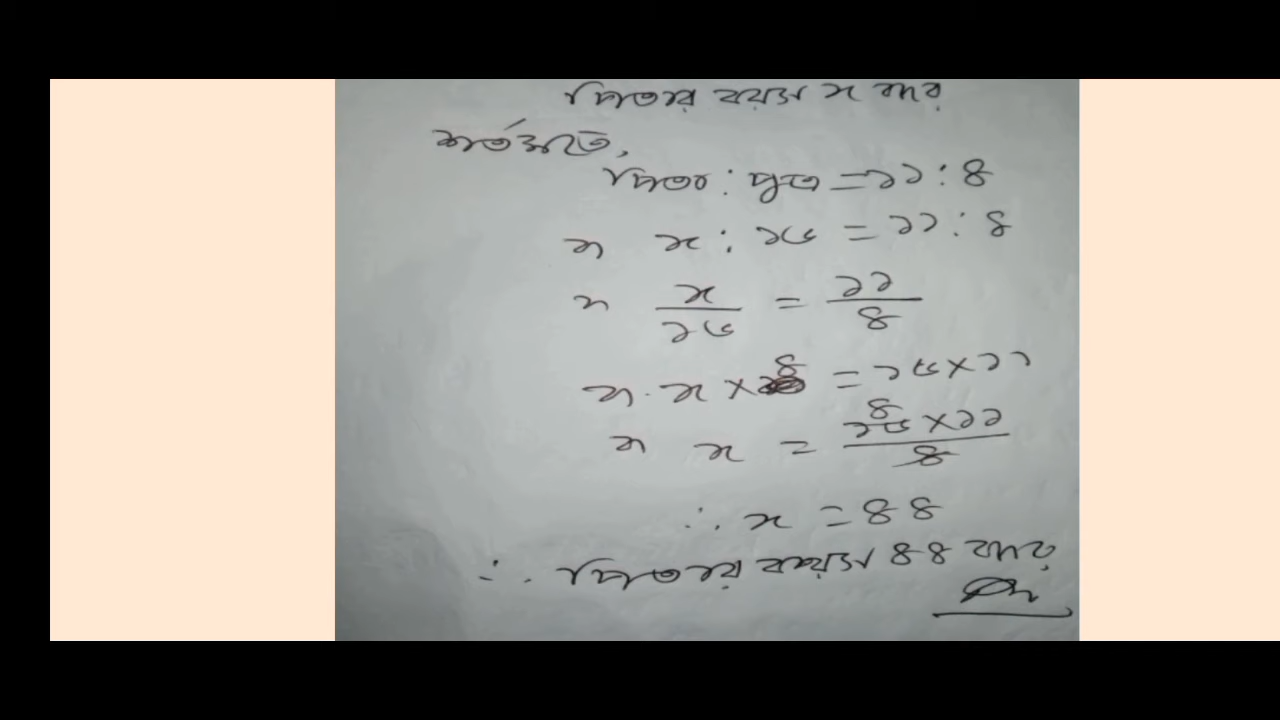 পিতার বয়স x বছর
শর্তমতে,
পিতা : পুত্র = ১১ : ৪
বা x : ১৬ = ১১ : ৪
বা x/১৬ = ১১/৪
বা x × ৪ = ১৬ × ১১
বা x = ১৬ × ১১/৪
৪
∴ x = ৪৪
∴ পিতার বয়স ৪৪ বছর